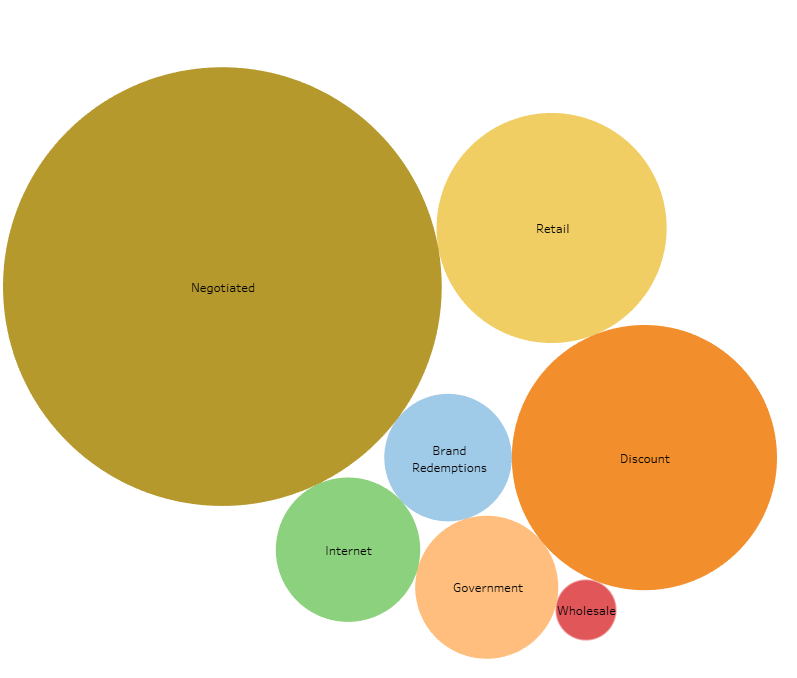 Retail
Negotiated
Brand
Redemptions
Discount
Internet
Government
Wholesale